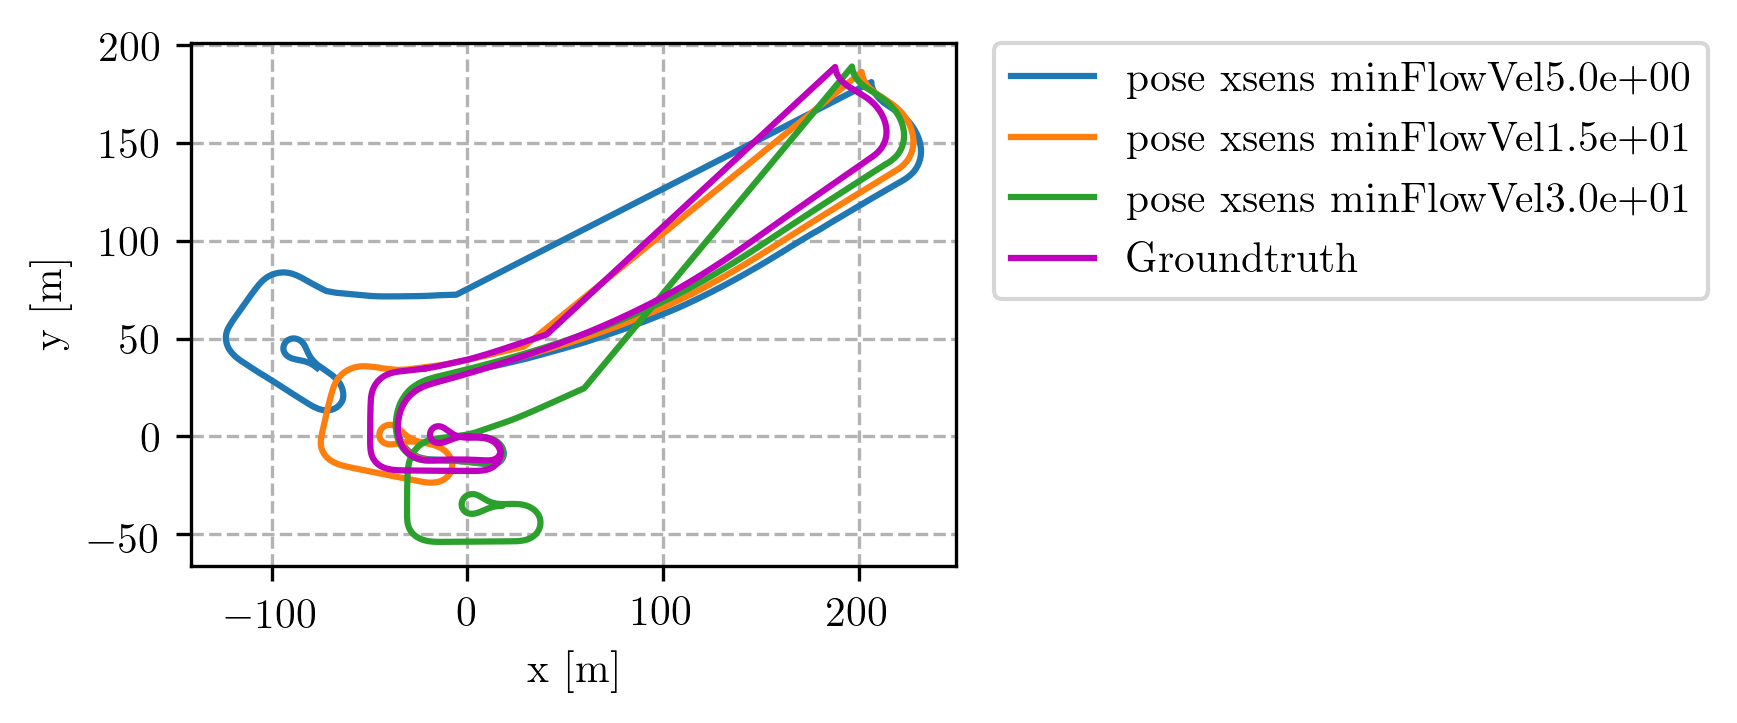 200
150
100
50
0
−50
y [m]
−100
0
100
200
x [m]
pose xsens minFlowVel5.0e+00
pose xsens minFlowVel1.5e+01
pose xsens minFlowVel3.0e+01
Groundtruth